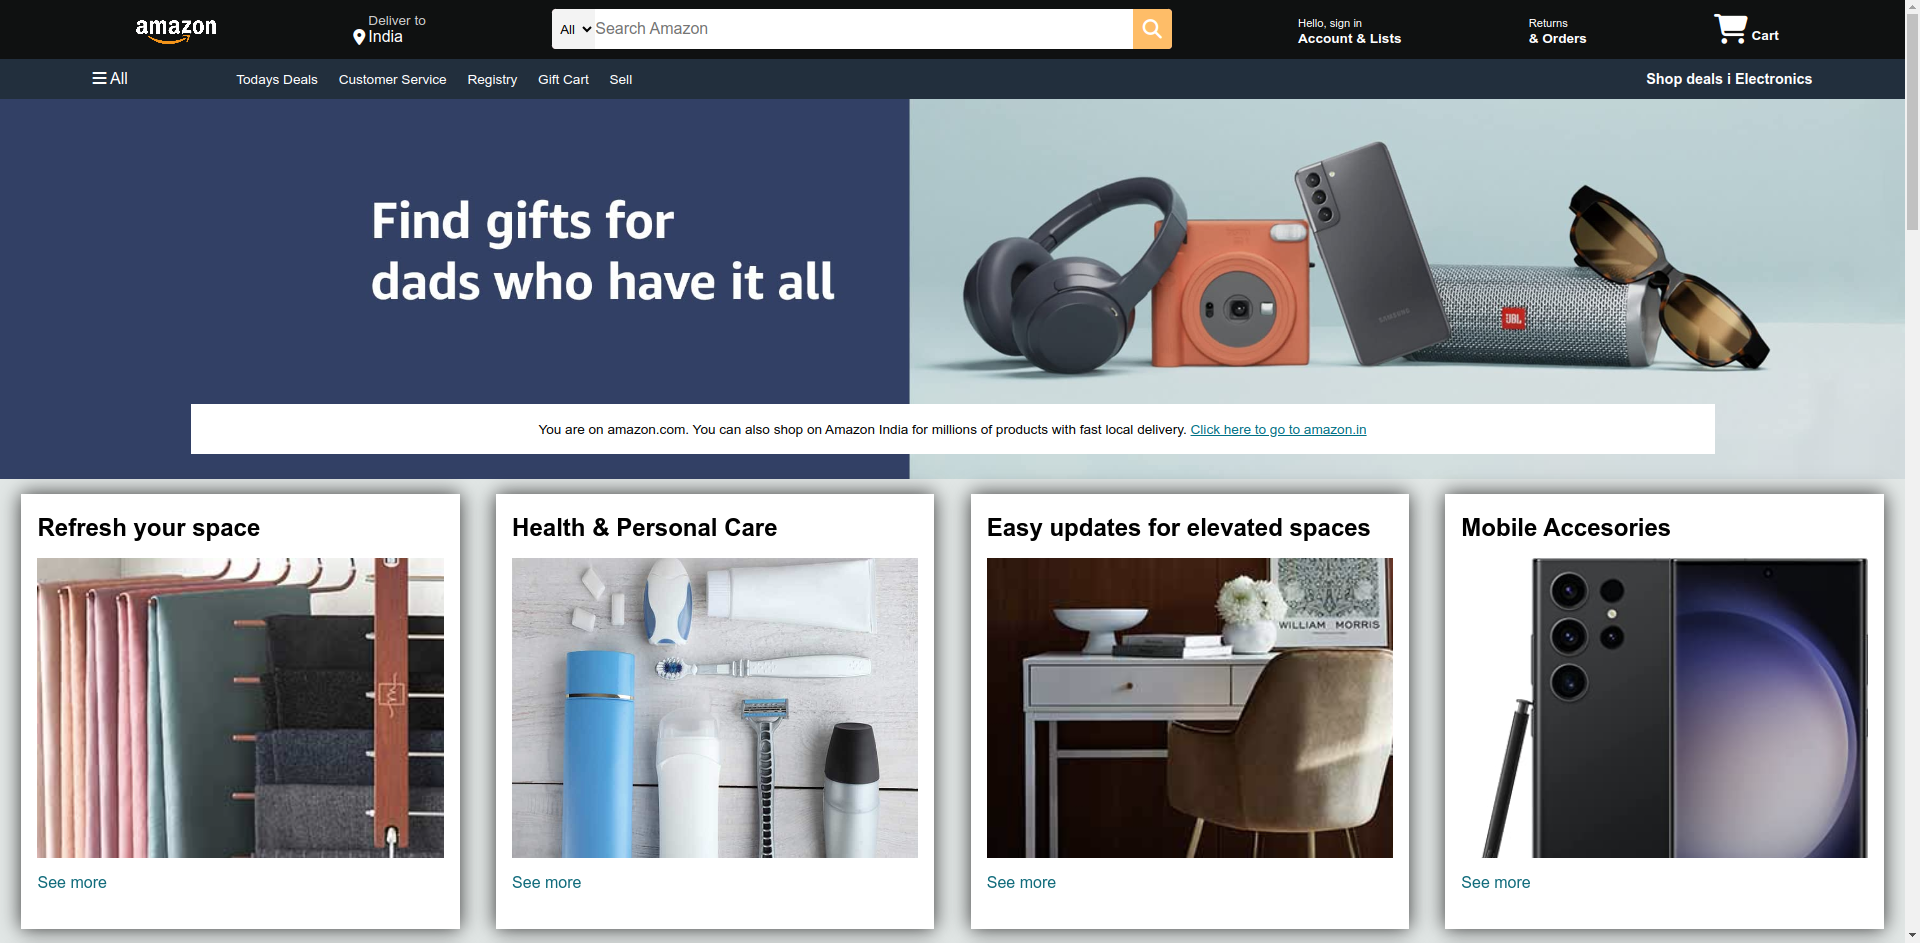 amazon
Deliver to
India
All
Search Amazon
Hello, sign in
Account & Lists
Returns
& Orders
Cart
All
Todays Deals
Customer Service
Registry
Gift Cart
Sell
Shop deals i Electronics
Find gifts for
dads who have it all
SAMSUNG
JBL
You are on amazon.com. You can also shop on Amazon India for millions of products with fast local delivery. Click here to go to amazon.in
Refresh your space
Health & Personal Care
Easy updates for elevated spaces
Mobile Accesories
WILLIAM MORRIS
See more
See more
See more
See more